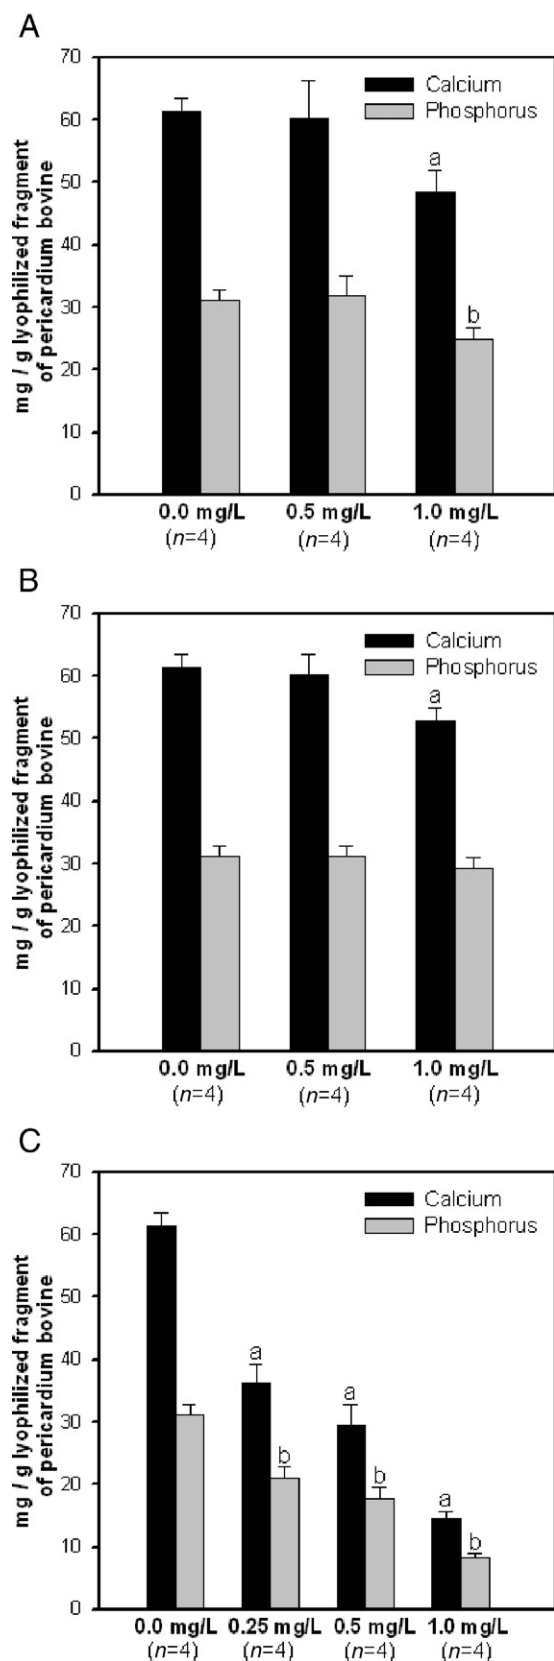 A
mg / g lyophilized fragment
of pericardium bovine
70
60
50
40
30
20
10
0
Calcium
Phosphorus
a
b
0.0 mg/L 0.5 mg/L 1.0 mg/L
(n=4) (n=4) (n=4)
B
mg / g lyophilized fragment
of pericardium bovine
70
60
50
40
30
20
10
0
Calcium
Phosphorus
a
0.0 mg/L 0.5 mg/L 1.0 mg/L
(n=4) (n=4) (n=4)
C
mg / g lyophilized fragment
of pericardium bovine
70
60
50
40
30
20
10
0
Calcium
Phosphorus
a
b
a
b
a
b
0.0 mg/L 0.25 mg/L 0.5 mg/L 1.0 mg/L
(n=4) (n=4) (n=4) (n=4)